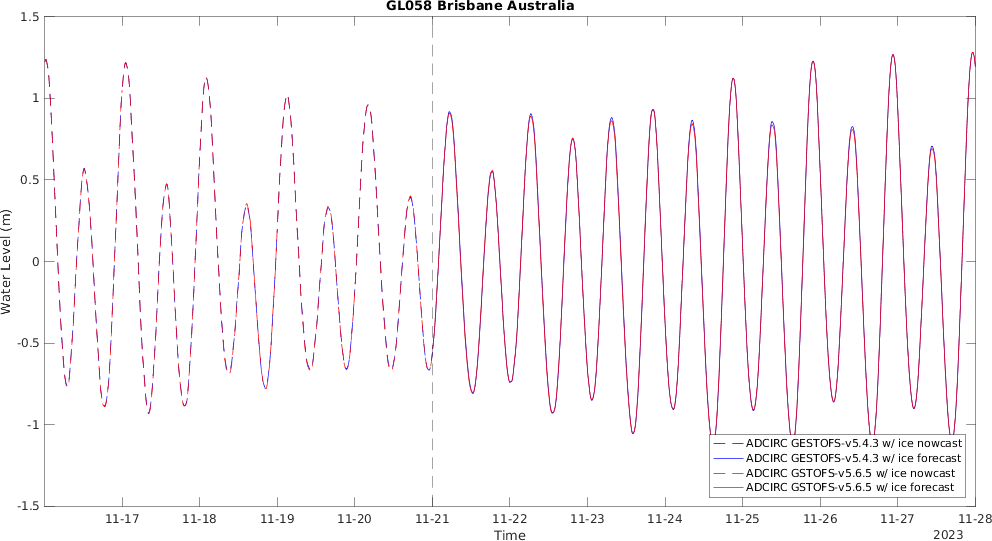 GL058 Brisbane Australia
1.5
1
0.5
0
-0.5
-1
-1.5
Water Level (m)
ADCIRC GESTOFS-v5.4.3 w/ ice nowcast
ADCIRC GESTOFS-v5.4.3 w/ ice forecast
ADCIRC GSTOFS-v5.6.5 w/ ice nowcast
ADCIRC GSTOFS-v5.6.5 w/ ice forecast
11-17 11-18 11-19 11-20 11-21 11-22 11-23 11-24 11-25 11-26 11-27 11-28
Time
2023